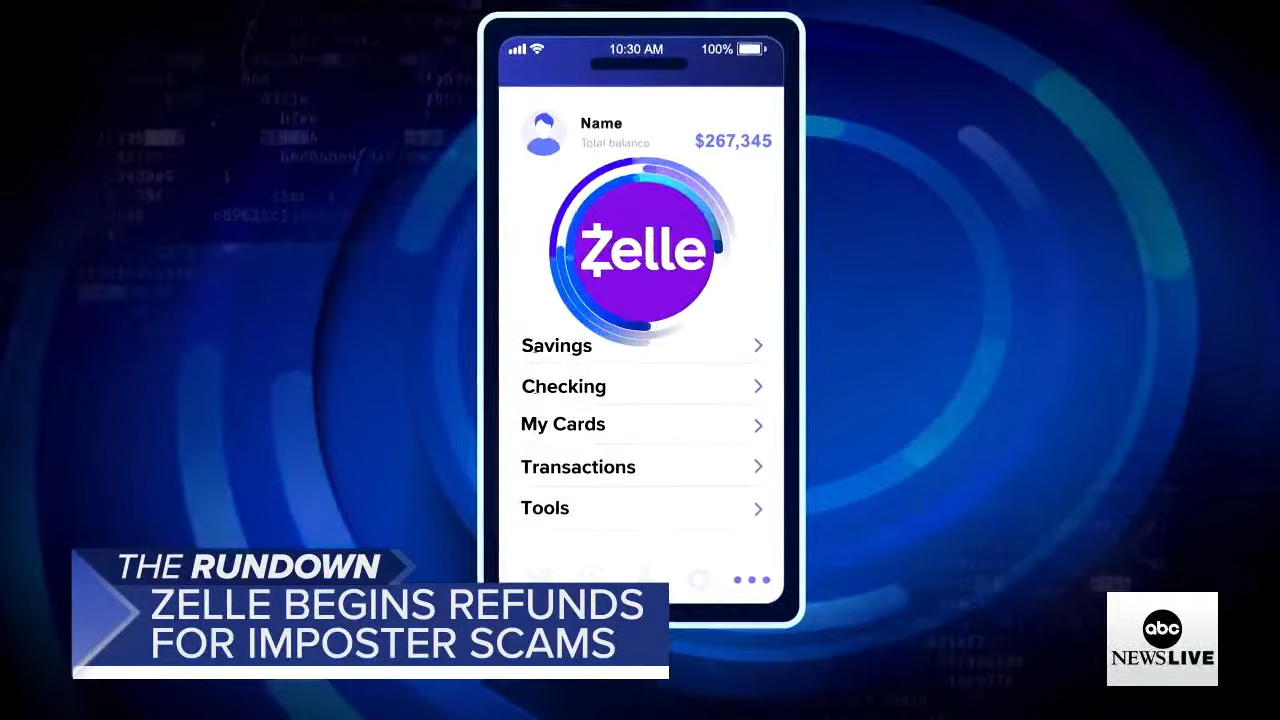 10:30 AM
100%
Name
Total balance
$267,345
Zelle
Savings
Checking
My Cards
Transactions
Tools
THE RUNDOWN
ZELLE BEGINS REFUNDS
FOR IMPOSTER SCAMS
abc
NEWS LIVE